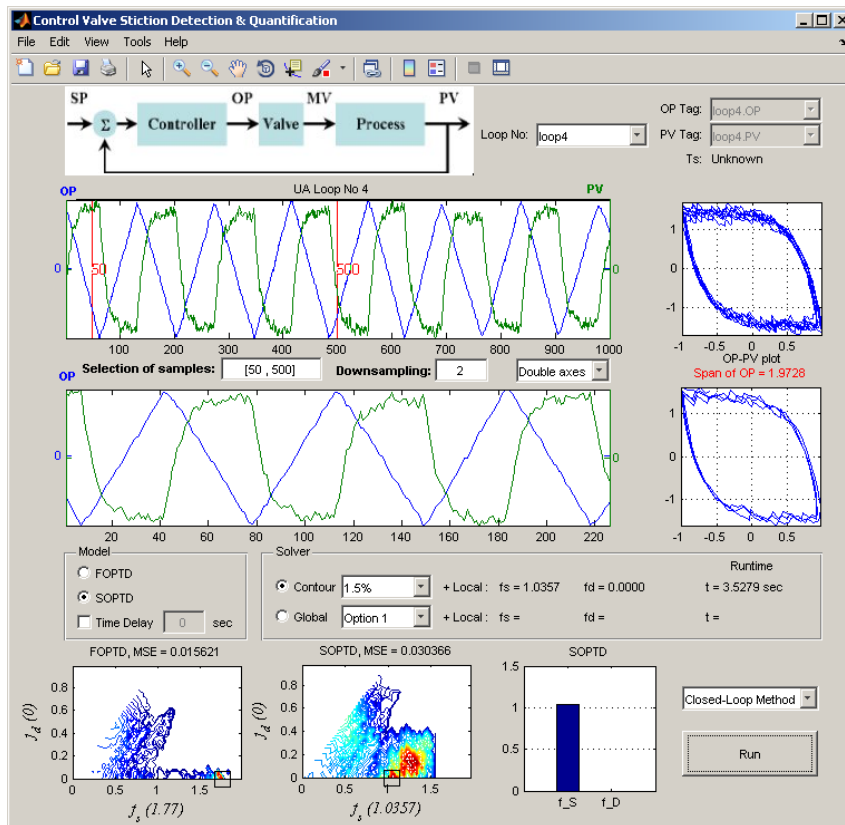 Control Valve Stiction Detection & Quantification
File Edit View Tools Help
SP OP MV PV
Σ Controller Valve Process
Loop No: loop4
OP Tag: loop4.OP
PV Tag: loop4.PV
Ts: Unknown
OP UA Loop No 4 PV
0 50 500 0
100 200 300 400 500 600 700 800 900 1000
1
0
-1
-1 -0.5 0 0.5
OP-PV plot
Span of OP = 1.9728
Selection of samples: [50 , 500] Downsampling: 2 Double axes
OP
0 0
20 40 60 80 100 120 140 160 180 200 220
1
0
-1
-1 -0.5 0 0.5
Model
FOPTD
SOPTD
Time Delay 0 sec
Solver
Runtime
Contour 1.5% + Local : fs = 1.0357 fd = 0.0000 t = 3.5279 sec
Global Option 1 + Local : fs = fd = t =
FOPTD, MSE = 0.015621
0.8
0.6
0.4
0.2
0
0 0.5 1 1.5
J_d (0)
J_s (1.77)
SOPTD, MSE = 0.030366
0.8
0.6
0.4
0.2
0
0 0.5 1 1.5 2
J_d (0)
J_s (1.0357)
SOPTD
1.5
1
0.5
0
f_S f_D
Closed-Loop Method
Run